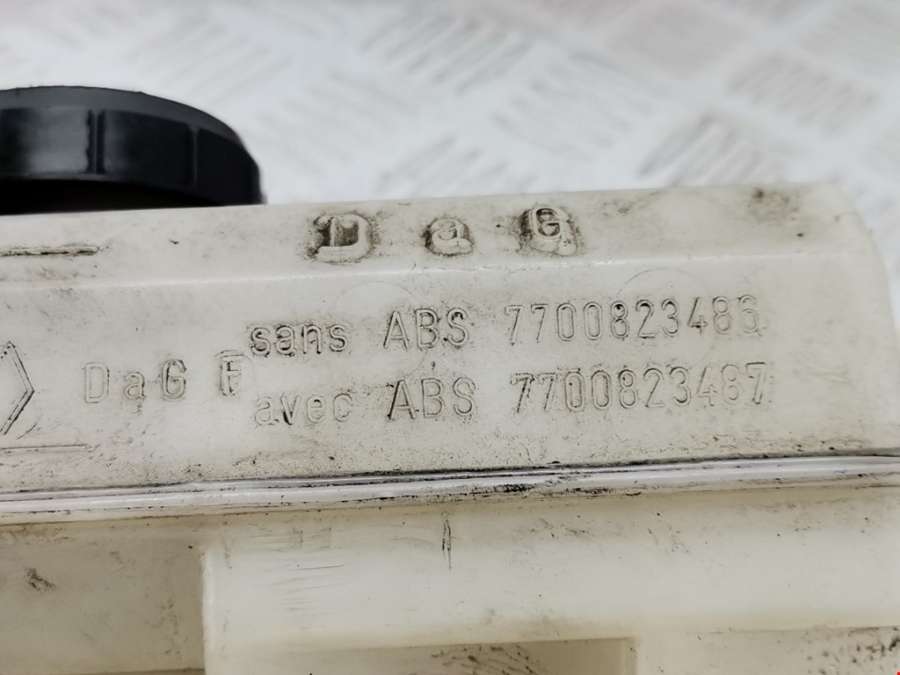 DaG
sans ABS 7700823486
DaG F
avec ABS 7700823487